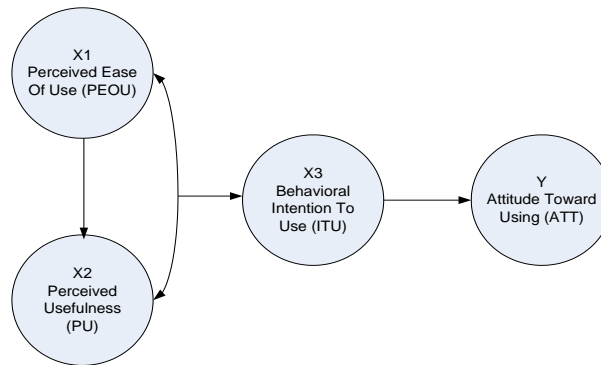 X1
Perceived Ease
Of Use (PEOU)
X3
Behavioral
Intention To
Use (ITU)
Y
Attitude Toward
Using (ATT)
X2
Perceived
Usefulness
(PU)